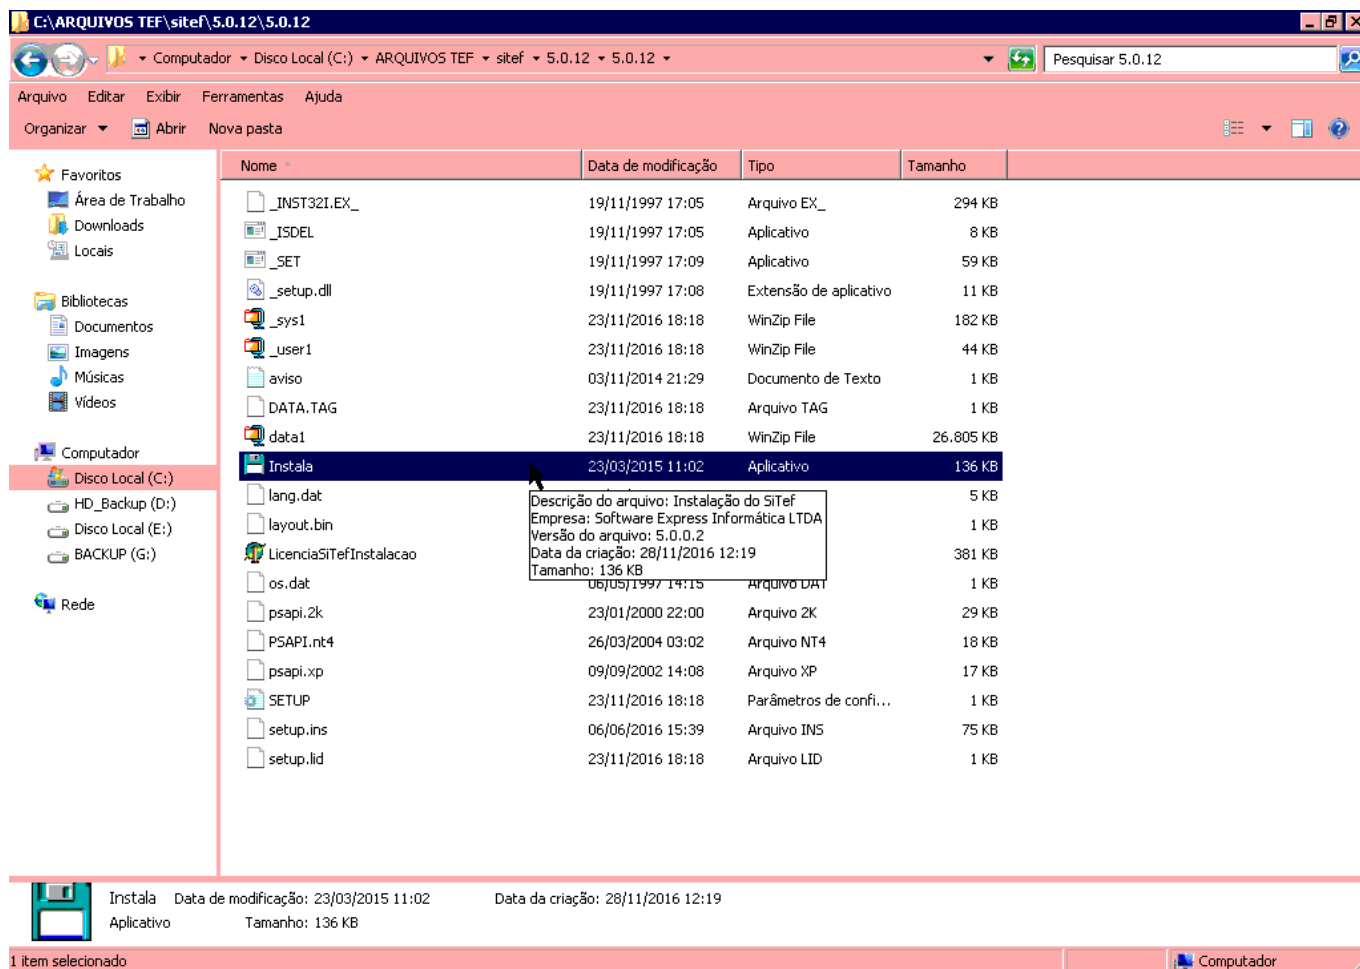 C:\ARQUIVOS TEF\sitef\5.0.12\5.0.12
Computador Disco Local (C:) ARQUIVOS TEF sitef 5.0.12 5.0.12
Pesquisar 5.0.12
Arquivo Editar Exibir Ferramentas Ajuda
Organizar Abrir Nova pasta
Favoritos
Área de Trabalho
Downloads
Locais
Bibliotecas
Documentos
Imagens
Músicas
Vídeos
Computador
Disco Local (C:)
HD_Backup (D:)
Disco Local (E:)
BACKUP (G:)
Rede
Nome Data de modificação Tipo Tamanho
_INST32I.EX_ 19/11/1997 17:05 Arquivo EX_ 294 KB
_ISDEL 19/11/1997 17:05 Aplicativo 8 KB
_SET 19/11/1997 17:09 Aplicativo 59 KB
_setup.dll 19/11/1997 17:08 Extensão de aplicativo 11 KB
_sys1 23/11/2016 18:18 WinZip File 182 KB
_user1 23/11/2016 18:18 WinZip File 44 KB
aviso 03/11/2014 21:29 Documento de Texto 1 KB
DATA.TAG 23/11/2016 18:18 Arquivo TAG 1 KB
data1 23/11/2016 18:18 WinZip File 26.805 KB
Instala 23/03/2015 11:02 Aplicativo 136 KB
lang.dat 5 KB
layout.bin 1 KB
LicenciaSiTefInstalacao 381 KB
os.dat 06/05/1997 14:15 Arquivo DAT 1 KB
psapi.2k 23/01/2000 22:00 Arquivo 2K 29 KB
PSAPI.nt4 26/03/2004 03:02 Arquivo NT4 18 KB
psapi.xp 09/09/2002 14:08 Arquivo XP 17 KB
SETUP 23/11/2016 18:18 Parâmetros de confi... 1 KB
setup.ins 06/06/2016 15:39 Arquivo INS 75 KB
setup.lid 23/11/2016 18:18 Arquivo LID 1 KB
Descrição do arquivo: Instalação do SiTef
Empresa: Software Express Informática LTDA
Versão do arquivo: 5.0.0.2
Data da criação: 28/11/2016 12:19
Tamanho: 136 KB
Instala Data de modificação: 23/03/2015 11:02 Data da criação: 28/11/2016 12:19
Aplicativo Tamanho: 136 KB
1 item selecionado Computador